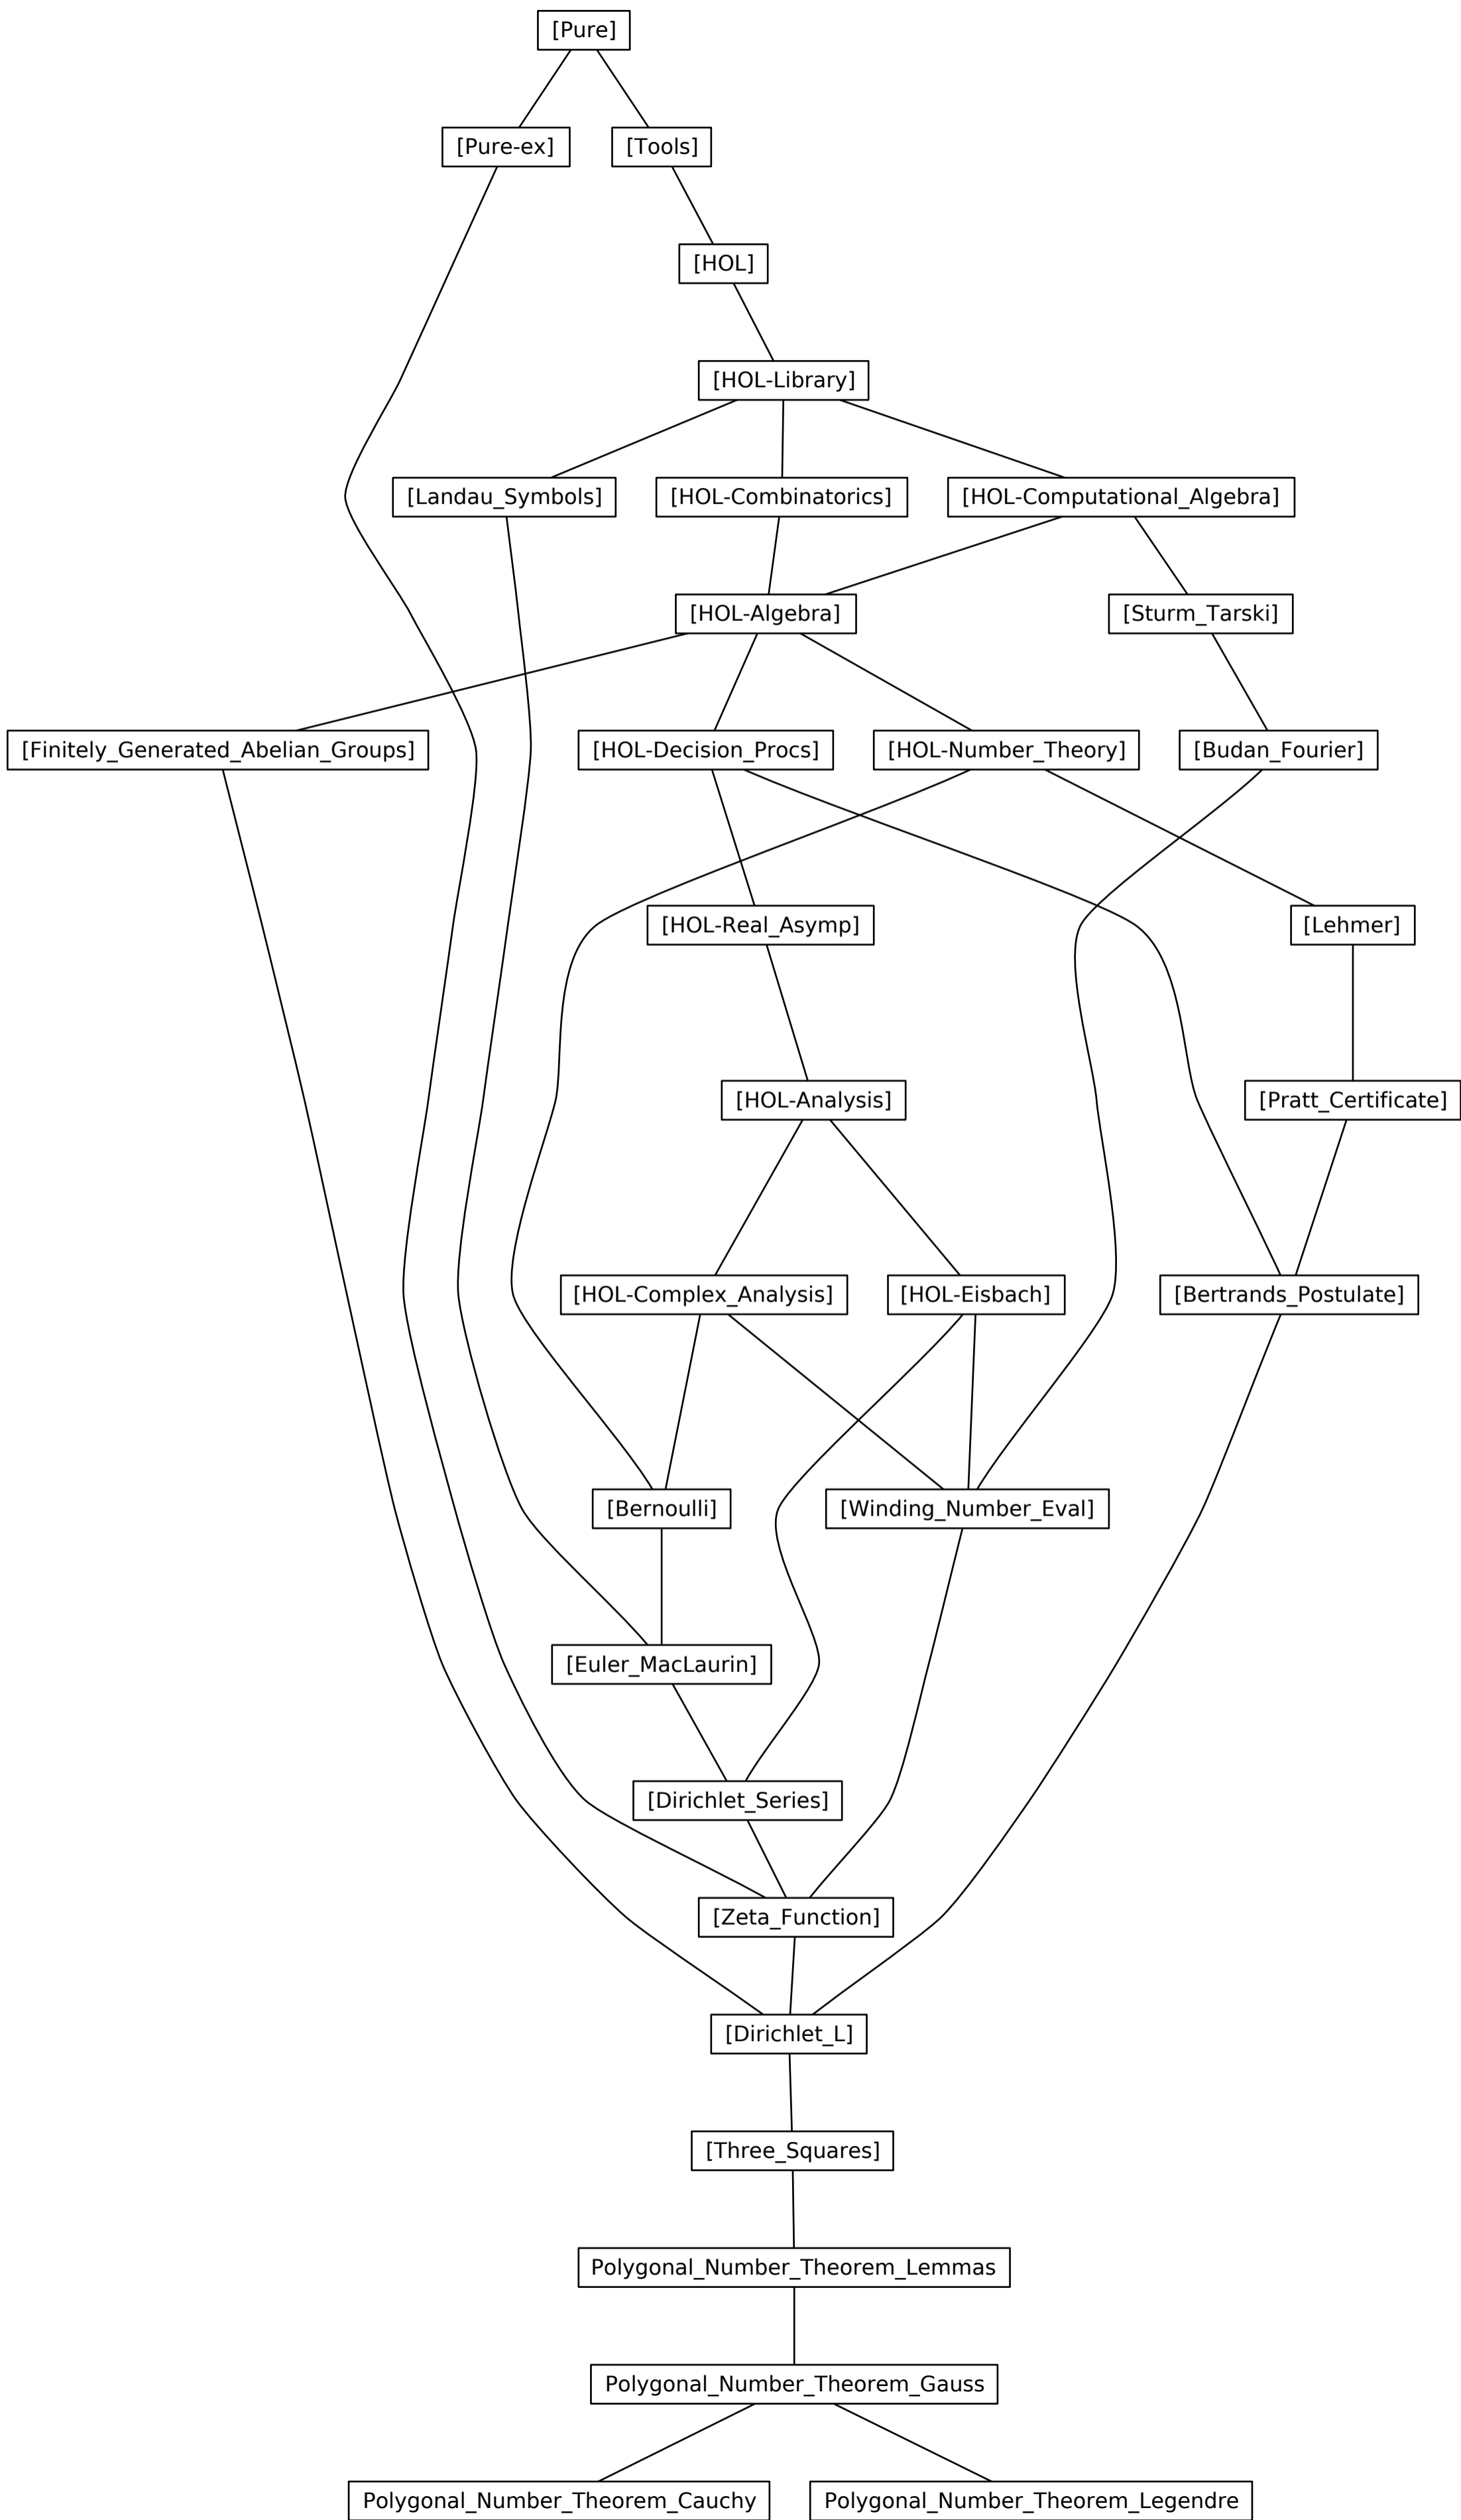 [Pure]
[Pure-ex]
[Tools]
[HOL]
[HOL-Library]
[Landau_Symbols]
[HOL-Combinatorics]
[HOL-Computational_Algebra]
[HOL-Algebra]
[Sturm_Tarski]
[Finitely_Generated_Abelian_Groups]
[HOL-Decision_Procs]
[HOL-Number_Theory]
[Budan_Fourier]
[HOL-Real_Asymp]
[Lehmer]
[HOL-Analysis]
[Pratt_Certificate]
[HOL-Complex_Analysis]
[HOL-Eisbach]
[Bertrands_Postulate]
[Bernoulli]
[Winding_Number_Eval]
[Euler_MacLaurin]
[Dirichlet_Series]
[Zeta_Function]
[Dirichlet_L]
[Three_Squares]
Polygonal_Number_Theorem_Lemmas
Polygonal_Number_Theorem_Gauss
Polygonal_Number_Theorem_Cauchy
Polygonal_Number_Theorem_Legendre